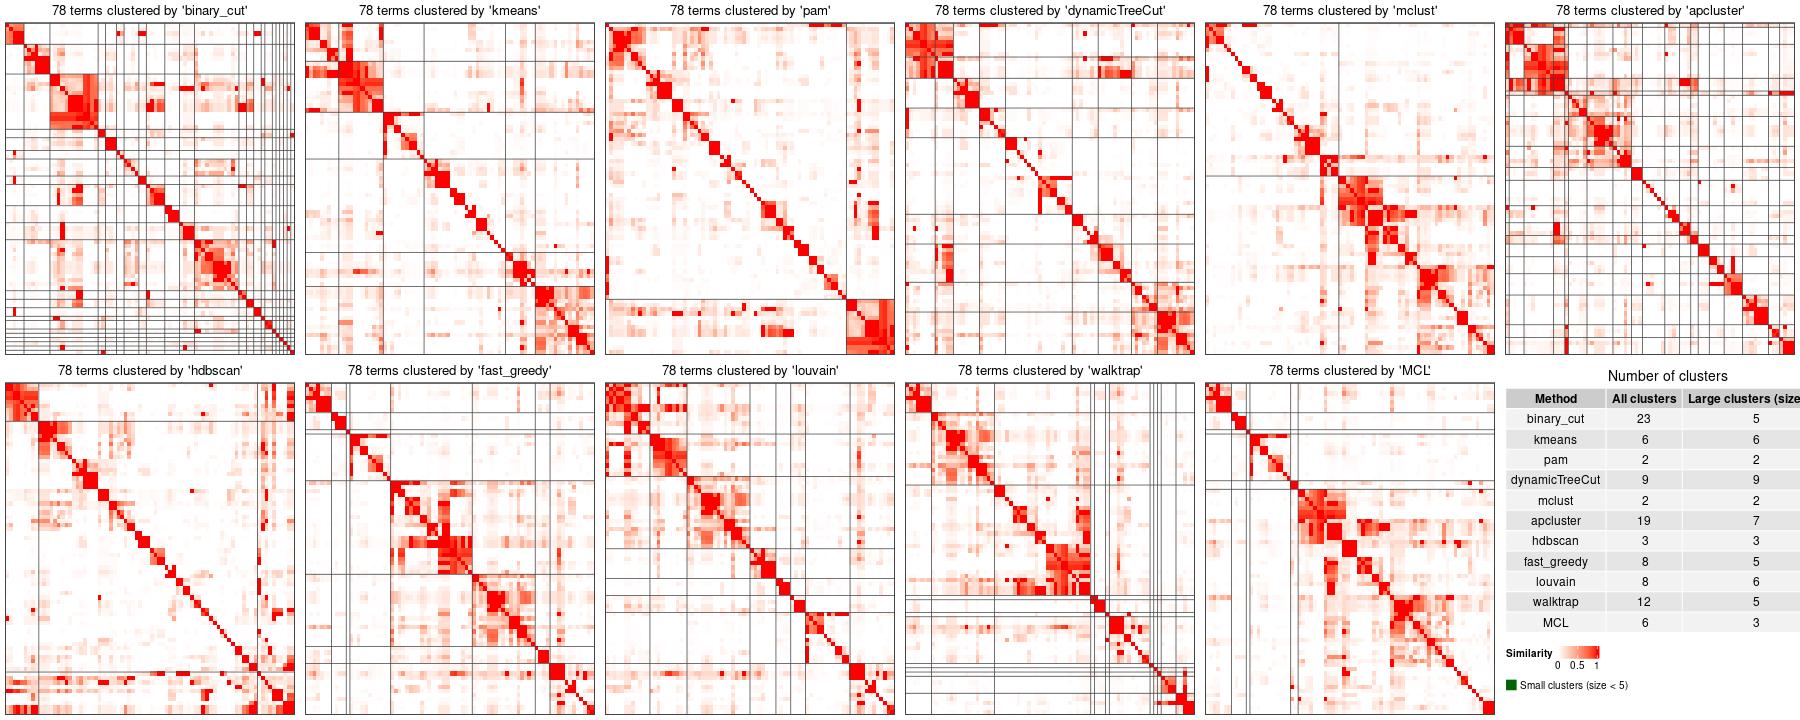 78 terms clustered by 'binary_cut'
78 terms clustered by 'kmeans'
78 terms clustered by 'pam'
78 terms clustered by 'dynamicTreeCut'
78 terms clustered by 'mclust'
78 terms clustered by 'apcluster'
78 terms clustered by 'hdbscan'
78 terms clustered by 'fast_greedy'
78 terms clustered by 'louvain'
78 terms clustered by 'walktrap'
78 terms clustered by 'MCL'
Number of clusters
Method All clusters Large clusters (size
binary_cut 23 5
kmeans 6 6
pam 2 2
dynamicTreeCut 9 9
mclust 2 2
apcluster 19 7
hdbscan 3 3
fast_greedy 8 5
louvain 8 6
walktrap 12 5
MCL 6 3
Similarity
0 0.5 1
Small clusters (size < 5)